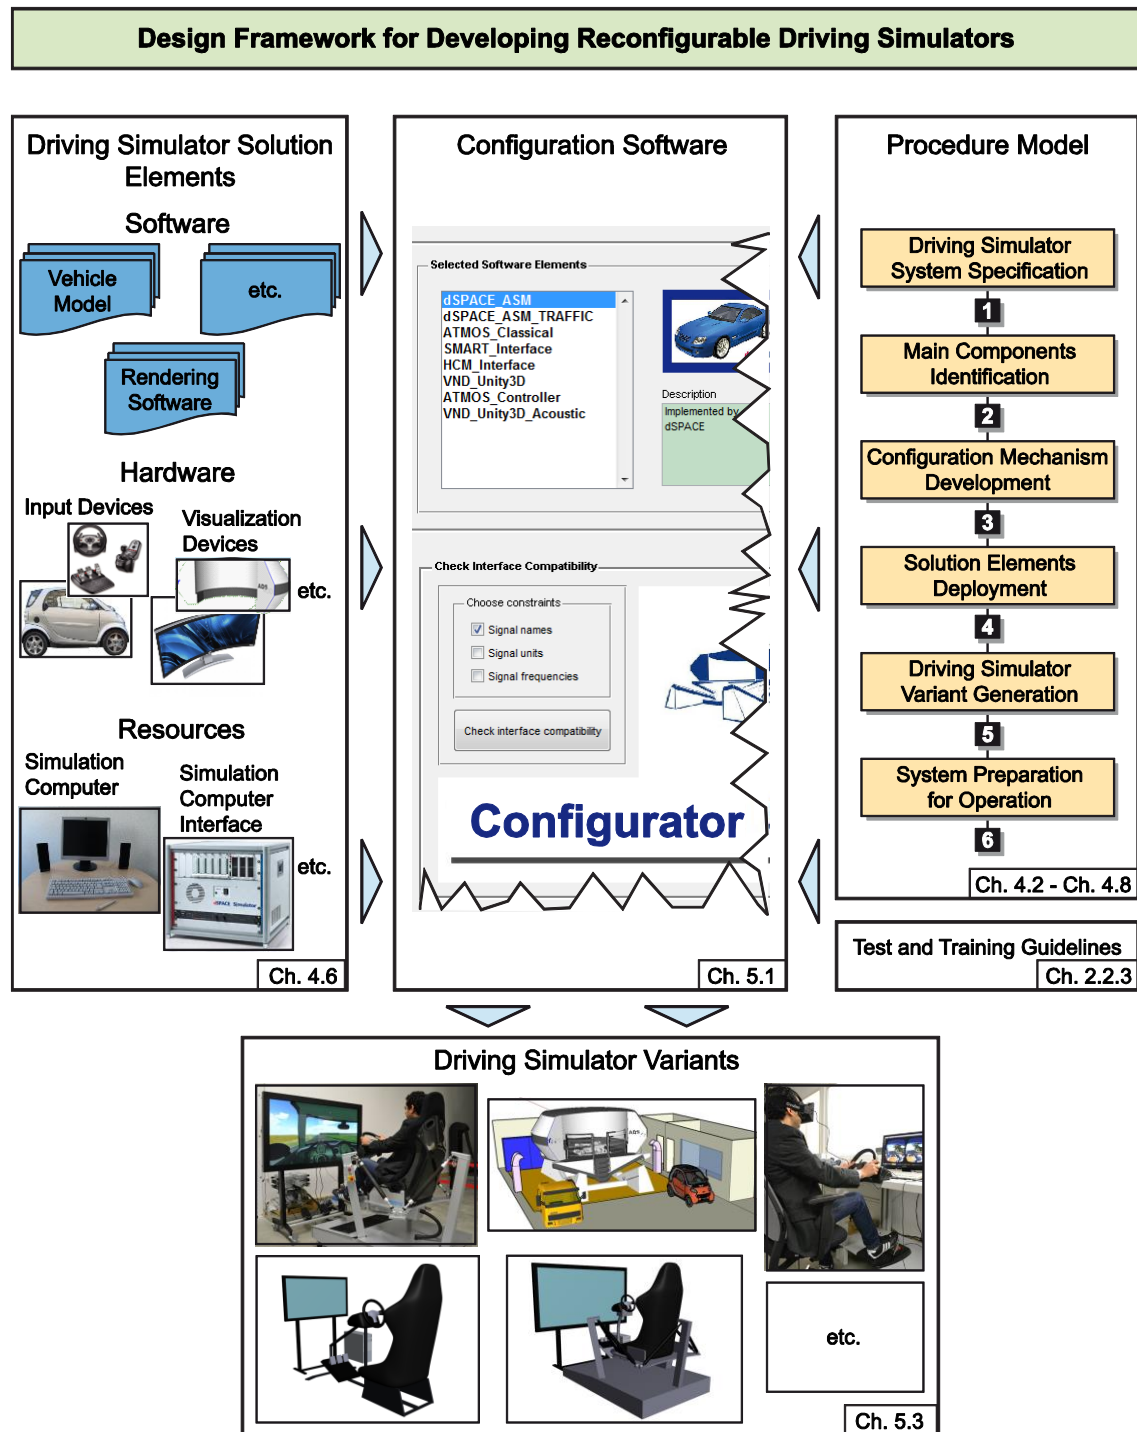 Design Framework for Developing Reconfigurable Driving Simulators
Driving Simulator Solution
Elements
Software
Vehicle
Model
etc.
Rendering
Software
Hardware
Input Devices
Visualization
Devices
ADS
etc.
Resources
Simulation
Computer
Simulation
Computer
Interface
dSPACE Simulator
etc.
Ch. 4.6
Configuration Software
Selected Software Elements
dSPACE_ASM
dSPACE_ASM_TRAFFIC
ATMOS_Classical
SMART_Interface
HCM_Interface
VND_Unity3D
ATMOS_Controller
VND_Unity3D_Acoustic
Description
Implemented by
dSPACE
Check Interface Compatibility
Choose constraints
Signal names
Signal units
Signal frequencies
Check interface compatibility
Configurator
Ch. 5.1
Procedure Model
Driving Simulator
System Specification
1
Main Components
Identification
2
Configuration Mechanism
Development
3
Solution Elements
Deployment
4
Driving Simulator
Variant Generation
5
System Preparation
for Operation
6
Ch. 4.2 - Ch. 4.8
Test and Training Guidelines
Ch. 2.2.3
Driving Simulator Variants
ADS
etc.
Ch. 5.3